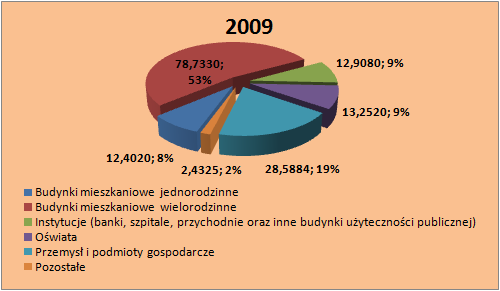 2009
78,7330;
53%
12,9080; 9%
13,2520; 9%
28,5884; 19%
2,4325; 2%
12,4020; 8%
Budynki mieszkaniowe jednorodzinne
Budynki mieszkaniowe wielorodzinne
Instytucje (banki, szpitale, przychodnie oraz inne budynki użyteczności publicznej)
Oświata
Przemysł i podmioty gospodarcze
Pozostałe